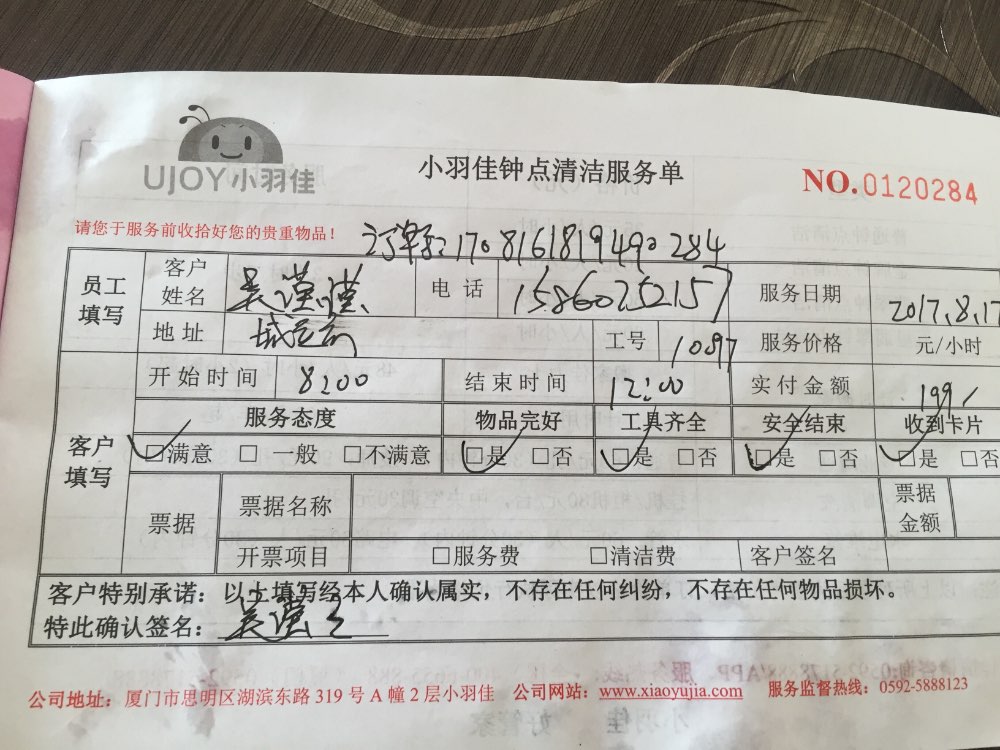 UJOY小羽佳
小羽佳钟点清洁服务单
NO.0120284
请您于服务前收拾好您的贵重物品！
订单号:1708161819490284
员工填写 客户姓名 吴滢滢 电话 15860252157 服务日期 2017.8.17
地址 工号 1097 服务价格 元/小时
开始时间 8:00 结束时间 12:00 实付金额 199/
客户填写 服务态度 物品完好 工具齐全 安全结束 收到卡片
☑满意 □一般 □不满意 ☑是 □否 ☑是 □否 ☑是 □否 ☑是 □否
票据 票据名称 票据金额
开票项目 □服务费 □清洁费 客户签名
客户特别承诺：以上填写经本人确认属实，不存在任何纠纷，不存在任何物品损坏。
特此确认签名：
公司地址：厦门市思明区湖滨东路319号A幢2层小羽佳 公司网站：www.xiaoyujia.com 服务监督热线：0592-5888123